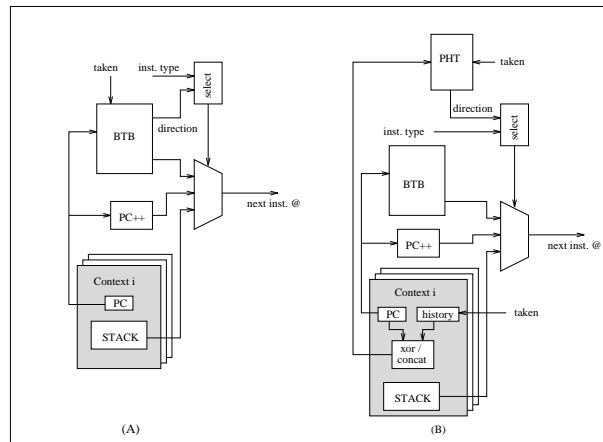 taken
inst. type
select
direction
BTB
PC++
next inst. @
Context i
PC
STACK
(A)
PHT
taken
direction
select
inst. type
BTB
PC++
next inst. @
Context i
PC
history
taken
xor /
concat
STACK
(B)